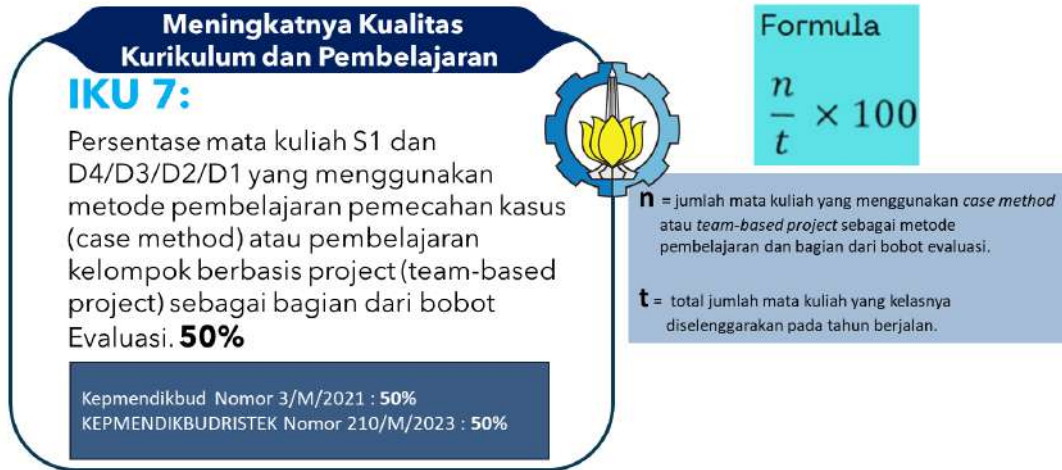 Meningkatnya Kualitas
Kurikulum dan Pembelajaran
IKU 7:
Persentase mata kuliah S1 dan
D4/D3/D2/D1 yang menggunakan
metode pembelajaran pemecahan kasus
(case method) atau pembelajaran
kelompok berbasis project (team-based
project) sebagai bagian dari bobot
Evaluasi. 50%
Kepmendikbud Nomor 3/M/2021 : 50%
KEPMENDIKBUDRISTEK Nomor 210/M/2023 : 50%
Formula
n
t × 100
n = jumlah mata kuliah yang menggunakan case method
atau team-based project sebagai metode
pembelajaran dan bagian dari bobot evaluasi.
t = total jumlah mata kuliah yang kelasnya
diselenggarakan pada tahun berjalan.